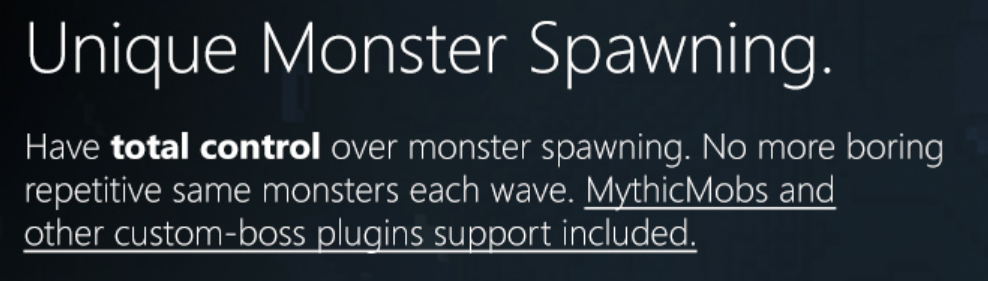 Unique Monster Spawning.
Have total control over monster spawning. No more boring
repetitive same monsters each wave. MythicMobs and
other custom-boss plugins support included.